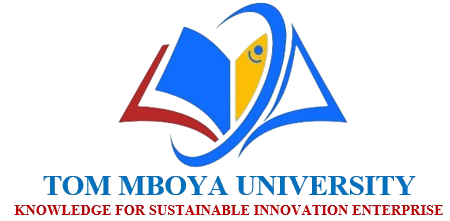 TOM MBOYA UNIVERSITY
KNOWLEDGE FOR SUSTAINABLE INNOVATION ENTERPRISE